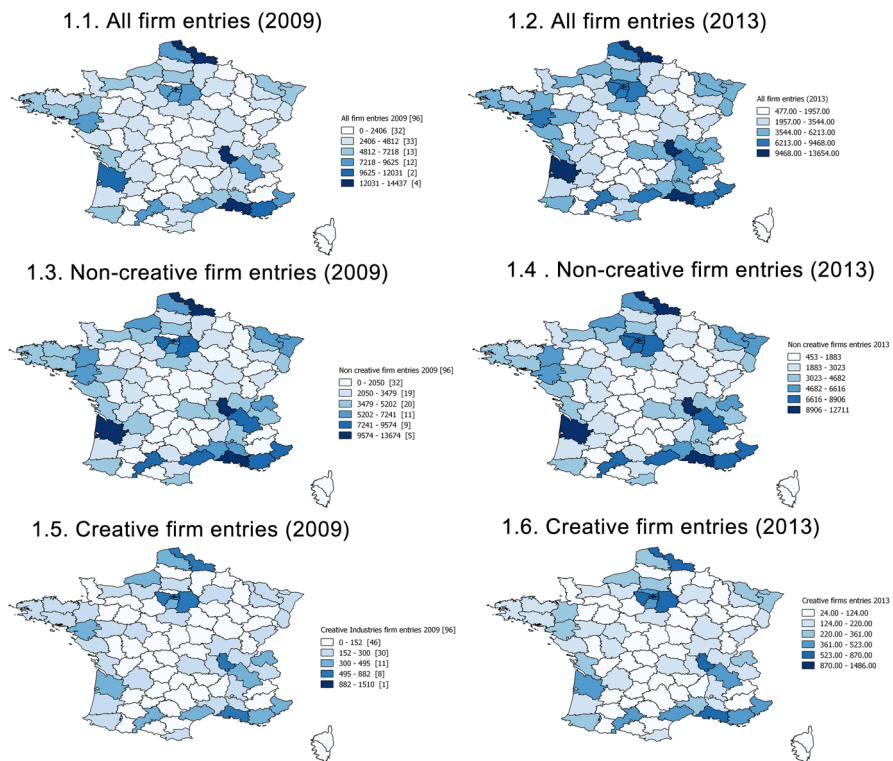 1.1. All firm entries (2009)
1.2. All firm entries (2013)
All firm entries 2009 [96]
0 - 2406 [32]
2406 - 4812 [33]
4812 - 7218 [13]
7218 - 9625 [12]
9625 - 12031 [2]
12031 - 14437 [4]
All firm entries (2013)
477.00 - 1957.00
1957.00 - 3544.00
3544.00 - 6213.00
6213.00 - 9468.00
9468.00 - 13654.00
1.3. Non-creative firm entries (2009)
1.4 . Non-creative firm entries (2013)
Non creative firm entries 2009 [96]
0 - 2050 [32]
2050 - 3479 [19]
3479 - 5202 [20]
5202 - 7241 [11]
7241 - 9574 [9]
9574 - 13674 [5]
Non creative firms entries 2013
453 - 1883
1883 - 3023
3023 - 4682
4682 - 6616
6616 - 8906
8906 - 12711
1.5. Creative firm entries (2009)
1.6. Creative firm entries (2013)
Creative Industries firm entries 2009 [96]
0 - 152 [46]
152 - 300 [30]
300 - 495 [11]
495 - 882 [8]
882 - 1510 [1]
Creative firms entries 2013
24.00 - 124.00
124.00 - 220.00
220.00 - 361.00
361.00 - 523.00
523.00 - 870.00
870.00 - 1486.00